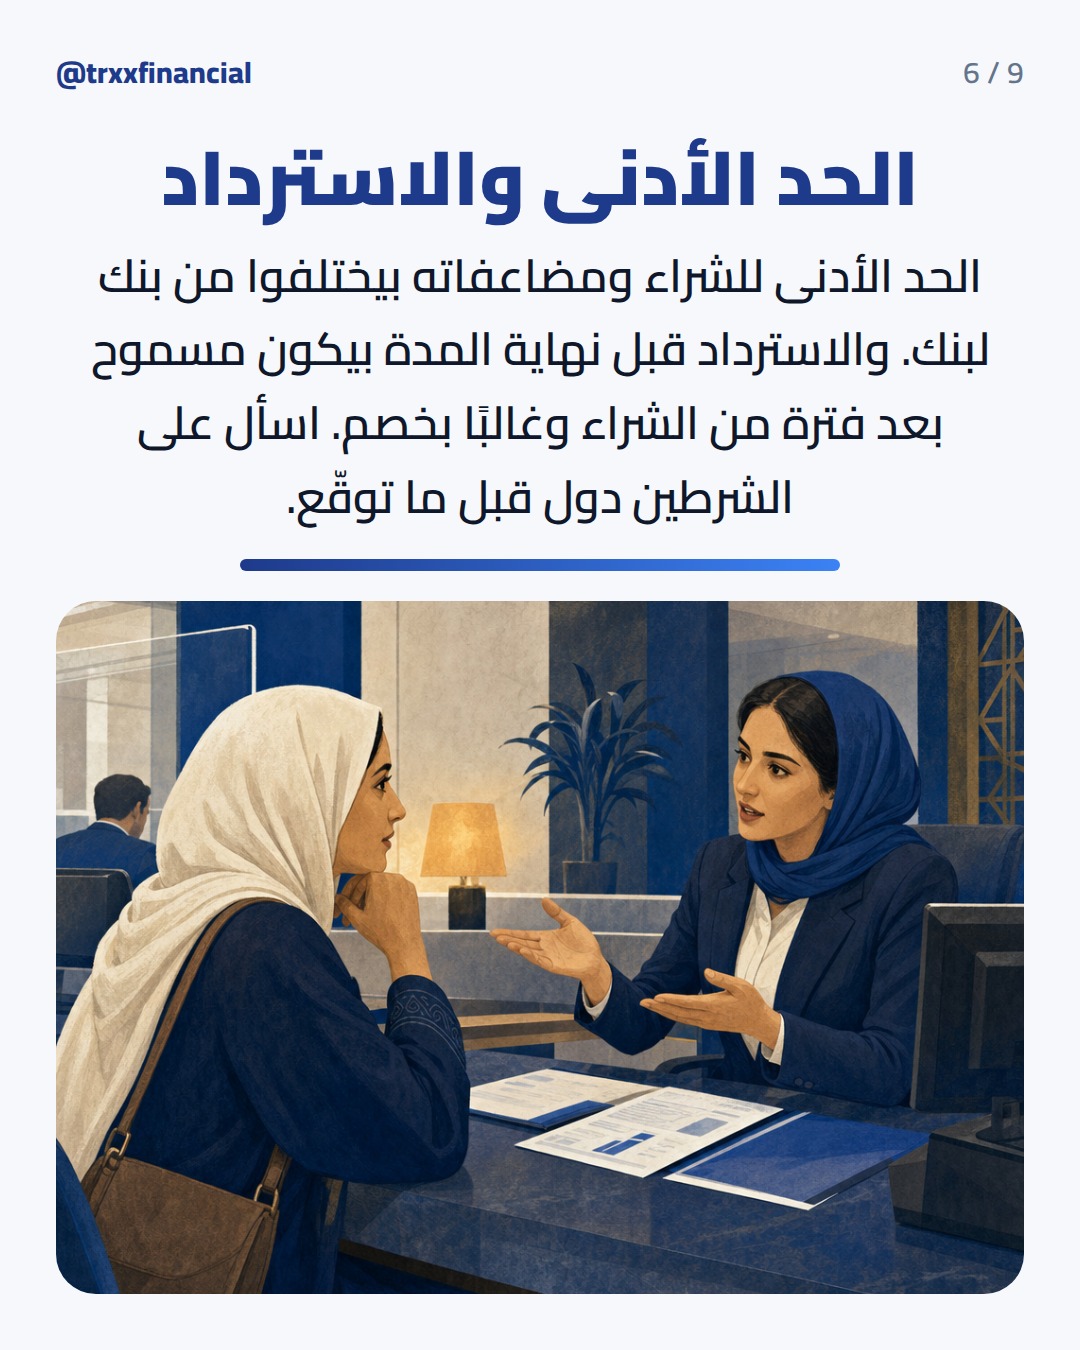 @trxxfinancial
6 / 9
الحد الأدنى والاسترداد
الحد الأدنى للشراء ومضاعفاته بيختلفوا من بنك
لبنك. والاسترداد قبل نهاية المدة بيكون مسموح
بعد فترة من الشراء وغالبًا بخصم. اسأل على
الشرطين دول قبل ما توقّع.